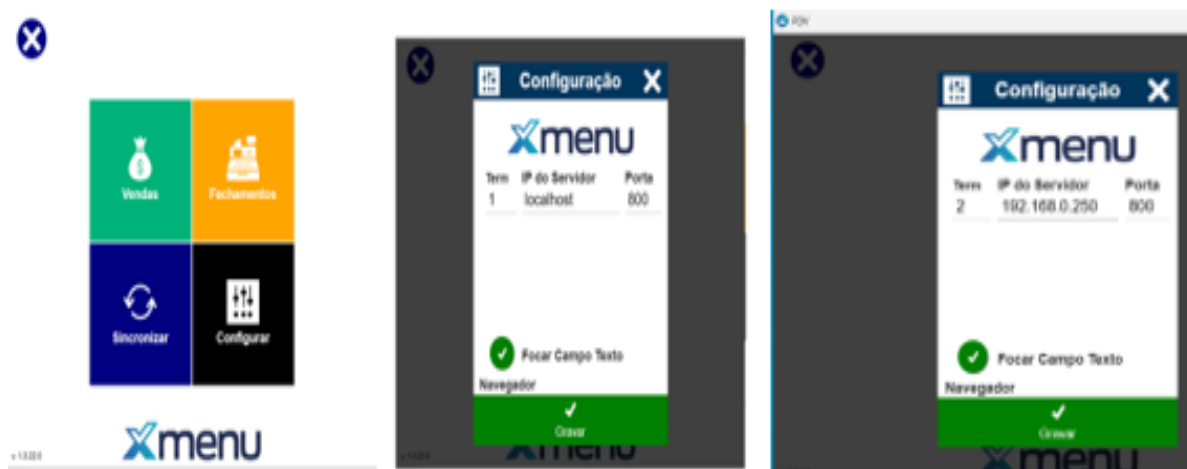 Vendas
Fechamentos
Sincronizar
Configurar
Xmenu
Configuração
Xmenu
Term IP do Servidor Porta
1 localhost 800
Focar Campo Texto
Navegador
Gravar
PDV
Configuração
Xmenu
Term IP do Servidor Porta
2 192.168.0.250 800
Focar Campo Texto
Navegador
Gravar